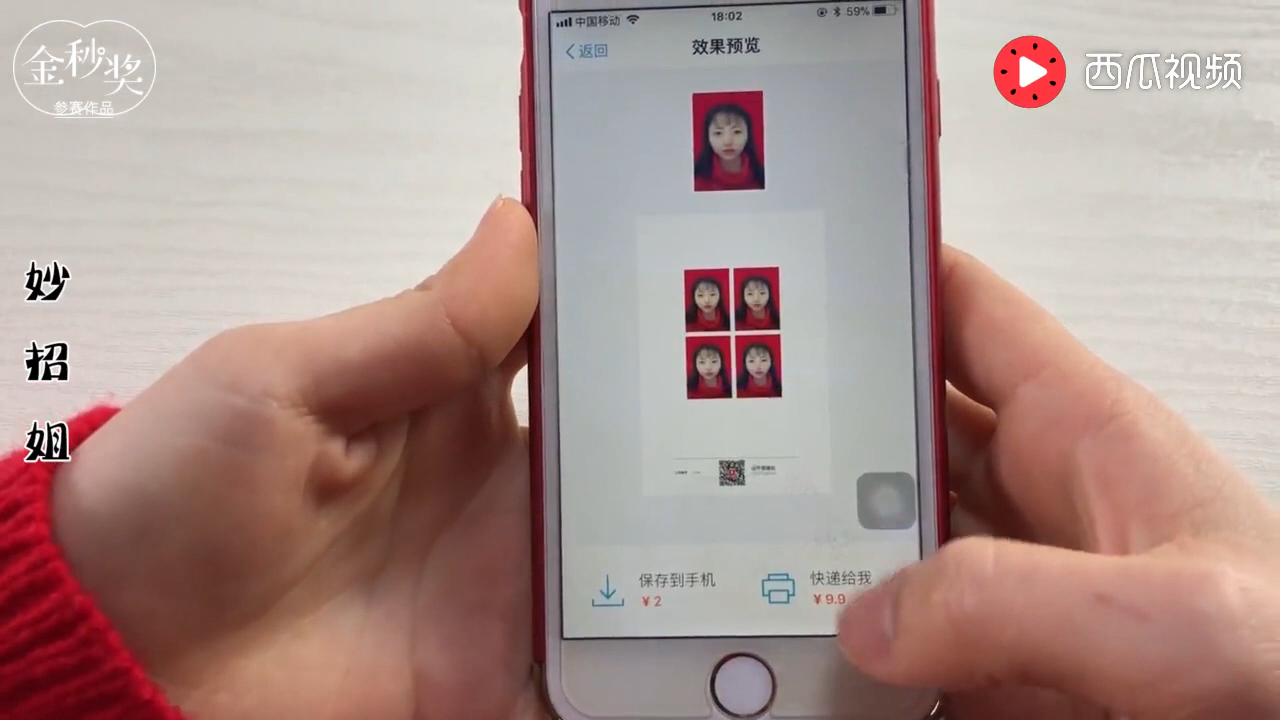 金秒奖
参赛作品
西瓜视频
妙招姐
中国移动
18:02
59%
返回
效果预览
保存到手机
¥2
快递给我
¥9.9